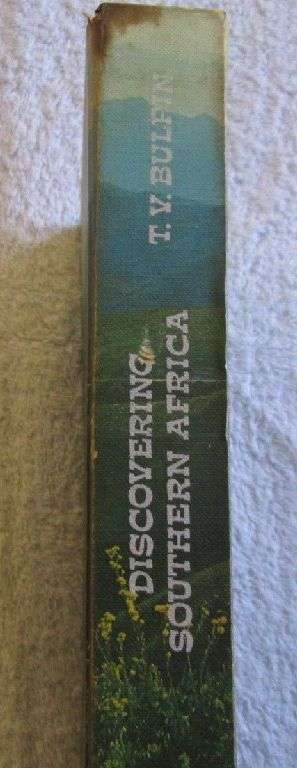 DISCOVERING
SOUTHERN AFRICA
T. V. BULPIN